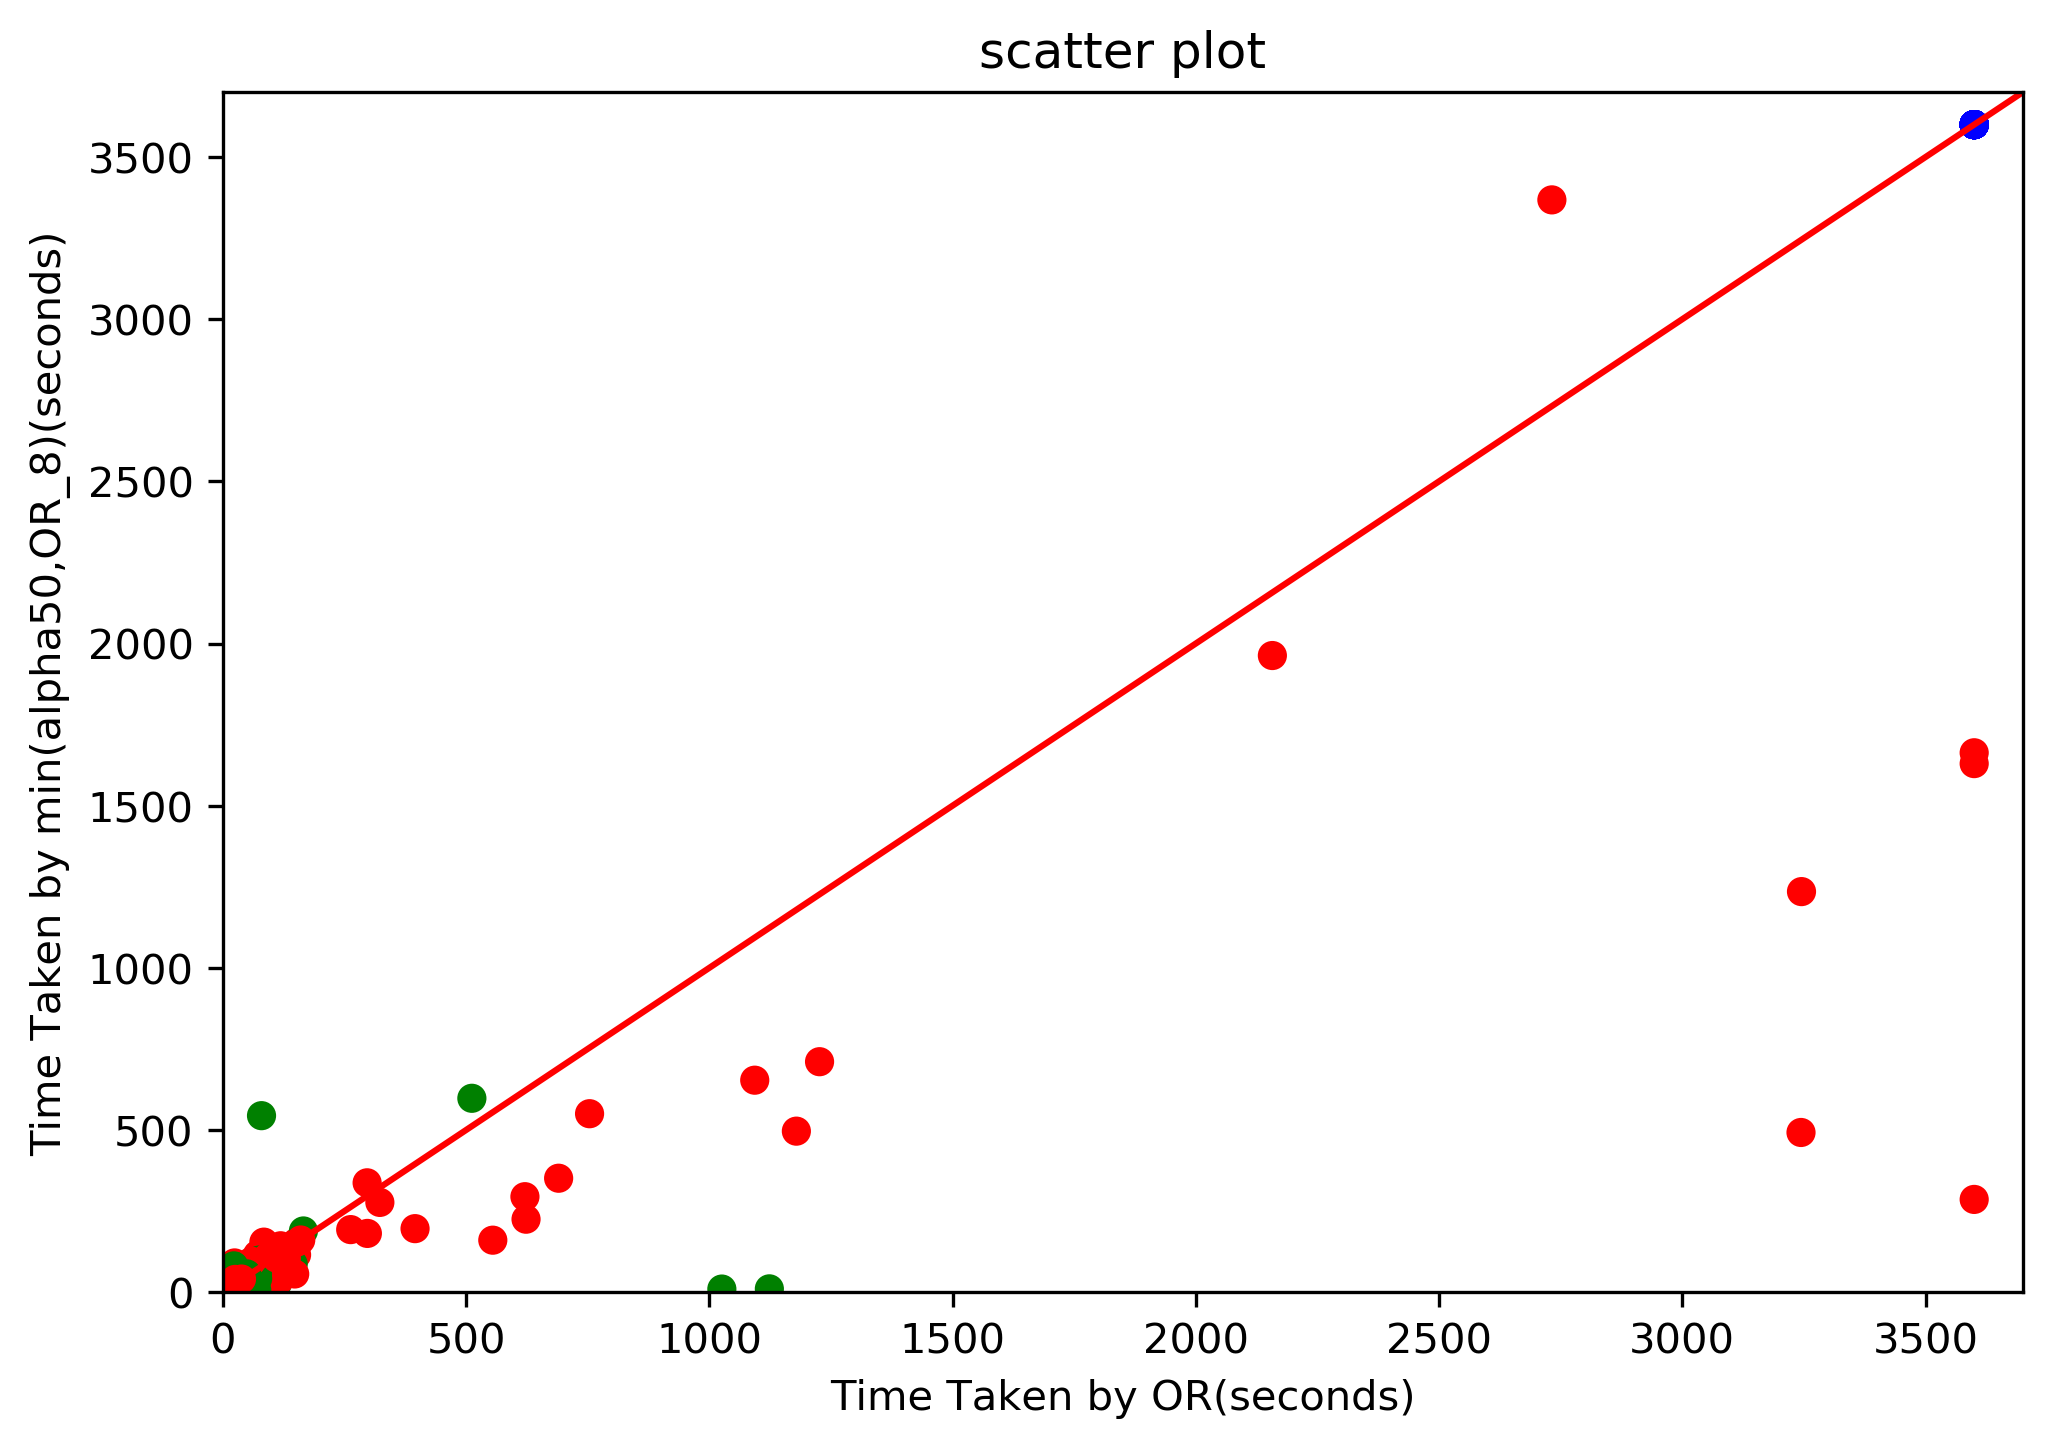 scatter plot
Time Taken by min(alpha50,OR_8)(seconds)
3500
3000
2500
2000
1500
1000
500
0
0 500 1000 1500 2000 2500 3000 3500
Time Taken by OR(seconds)